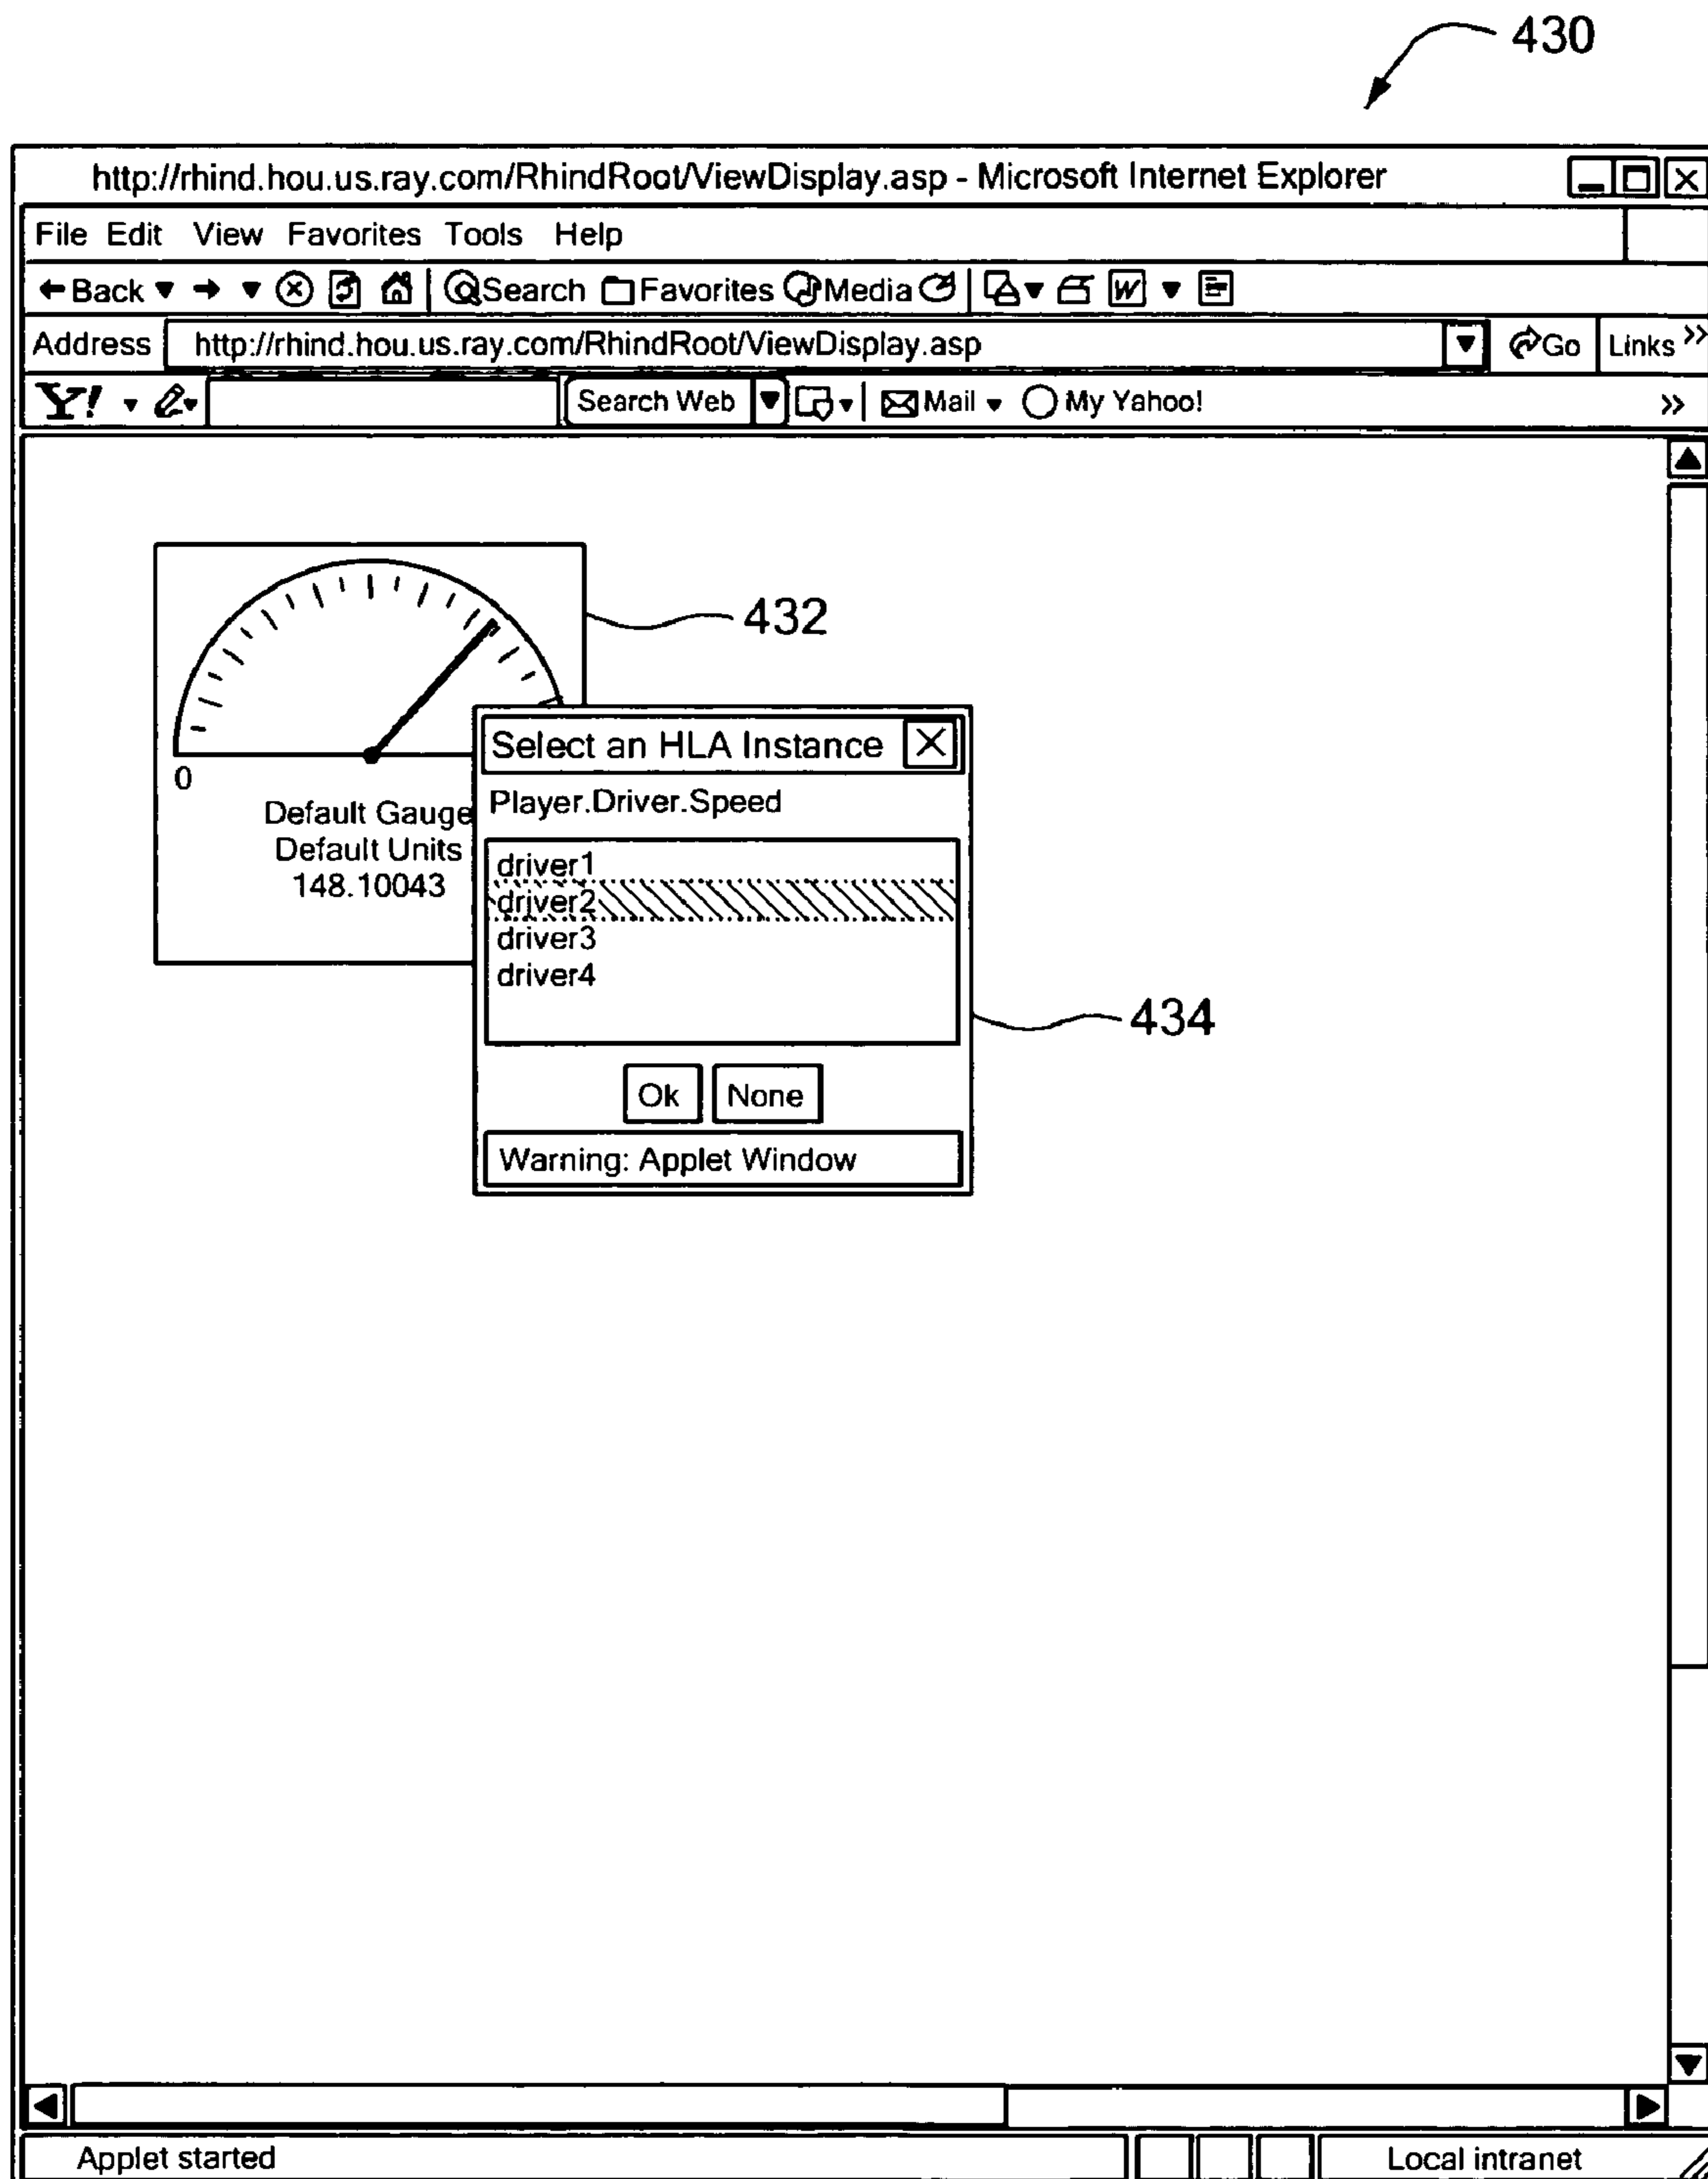 430
http://rhind.hou.us.ray.com/RhindRoot/ViewDisplay.asp - Microsoft Internet Explorer
File Edit View Favorites Tools Help
Back Search Favorites Media W
Address http://rhind.hou.us.ray.com/RhindRoot/ViewDisplay.asp Go Links »
Y! Search Web Mail My Yahoo! »
432
0
Default Gauge
Default Units
148.10043
Select an HLA Instance
Player.Driver.Speed
driver1
driver2
driver3
driver4
434
Ok None
Warning: Applet Window
Applet started Local intranet